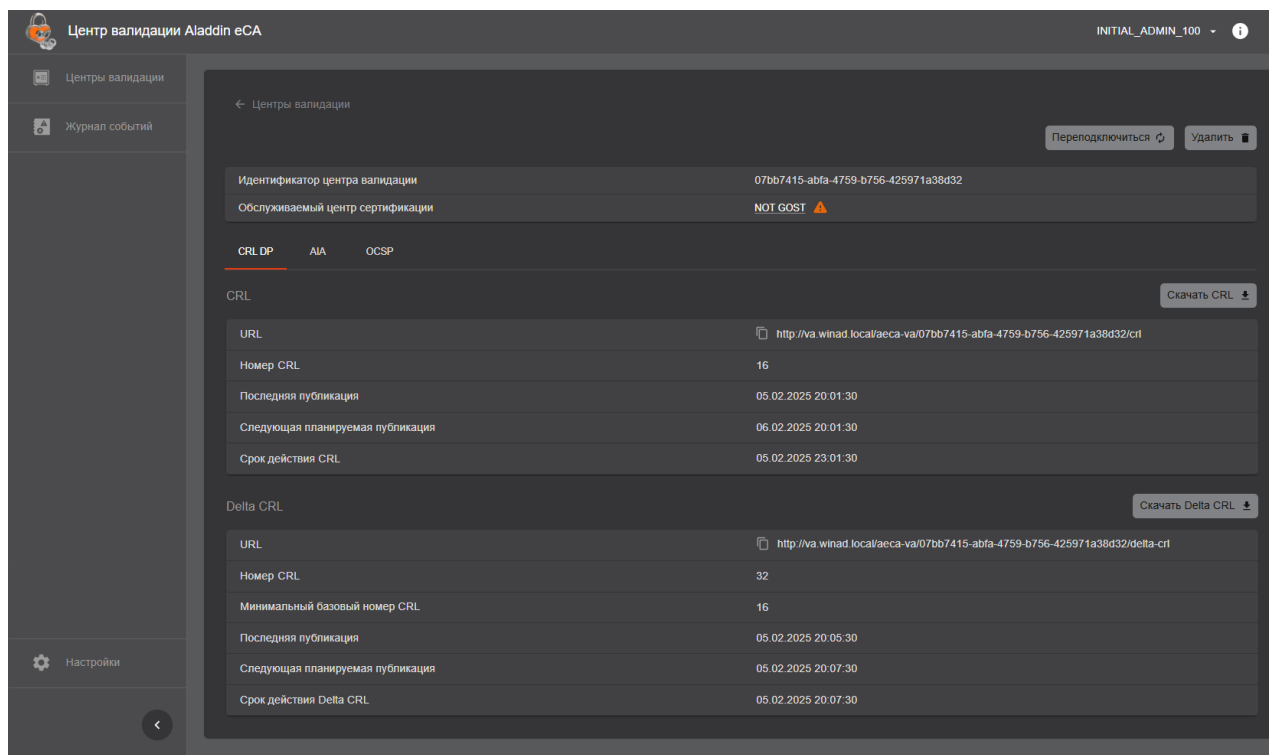 Центр валидации Aladdin eCA
INITIAL_ADMIN_100
Центры валидации
Журнал событий
Центры валидации
Переподключиться
Удалить
Идентификатор центра валидации 07bb7415-abfa-4759-b756-425971a38d32
Обслуживаемый центр сертификации NOT GOST
CRL DP AIA OCSP
CRL Скачать CRL
URL http://va.winad.local/aeca-va/07bb7415-abfa-4759-b756-425971a38d32/crl
Номер CRL 16
Последняя публикация 05.02.2025 20:01:30
Следующая планируемая публикация 06.02.2025 20:01:30
Срок действия CRL 05.02.2025 23:01:30
Delta CRL Скачать Delta CRL
URL http://va.winad.local/aeca-va/07bb7415-abfa-4759-b756-425971a38d32/delta-crl
Номер CRL 32
Минимальный базовый номер CRL 16
Последняя публикация 05.02.2025 20:05:30
Следующая планируемая публикация 05.02.2025 20:07:30
Срок действия Delta CRL 05.02.2025 20:07:30
Настройки